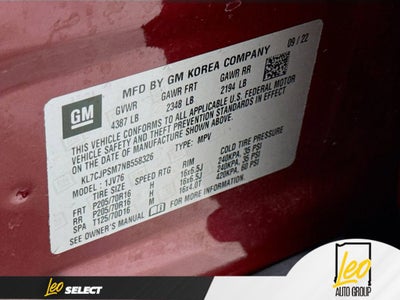 GM
MFD BY GM KOREA COMPANY
09 / 22
GVWR GAWR FRT GAWR RR
4387 LB 2348 LB 2194 LB
THIS VEHICLE CONFORMS TO ALL APPLICABLE U.S. FEDERAL MOTOR
VEHICLE SAFETY AND THEFT PREVENTION STANDARDS IN EFFECT
ON THE DATE OF MANUFACTURE SHOWN ABOVE.
KL7CJPSM7NB558326 TYPE: MPV
MODEL: 1JV76
SPEED RTG RIM COLD TIRE PRESSURE
FRT P205/70R16 H 16x6.5J 240KPA, 35 PSI
RR P205/70R16 H 16x6.5J 240KPA, 35 PSI
SPA T125/70D16 M 16x4.0T 420KPA, 60 PSI
SEE OWNER'S MANUAL FOR MORE INFORMATION.
Leo SELECT
Leo
AUTO GROUP